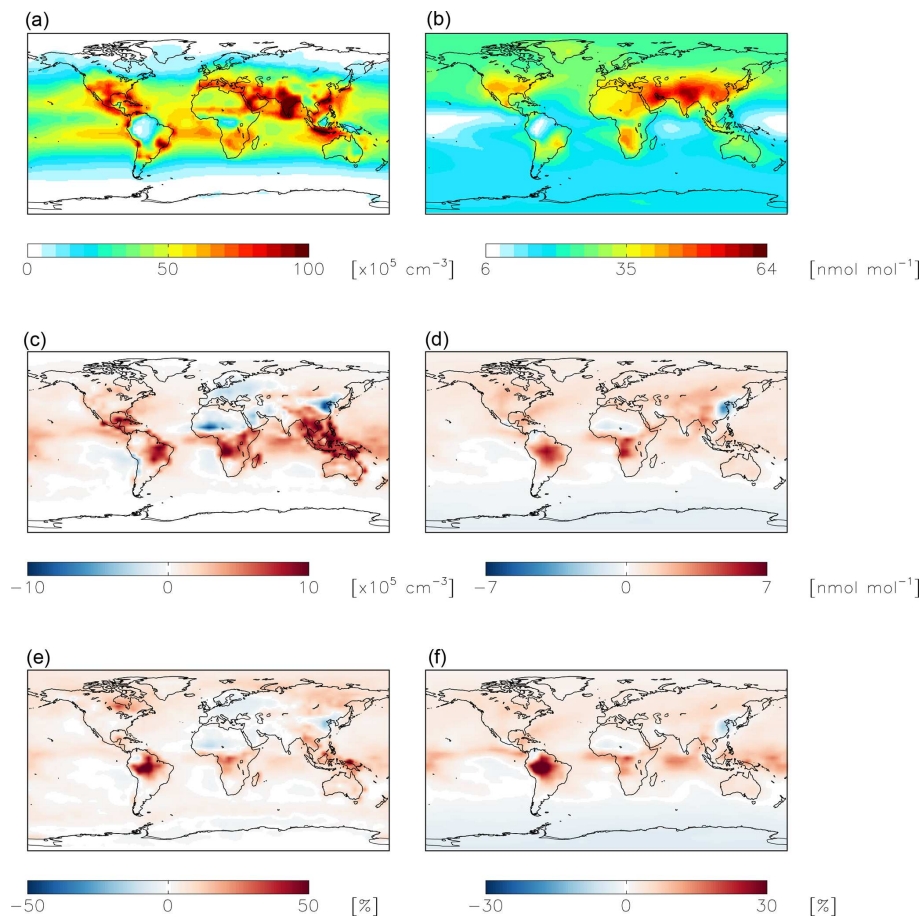 (a) (b)
0 50 100 [x10⁵ cm⁻³] 6 35 64 [nmol mol⁻¹]
(c) (d)
−10 0 10 [x10⁵ cm⁻³] −7 0 7 [nmol mol⁻¹]
(e) (f)
−50 0 50 [%] −30 0 30 [%]